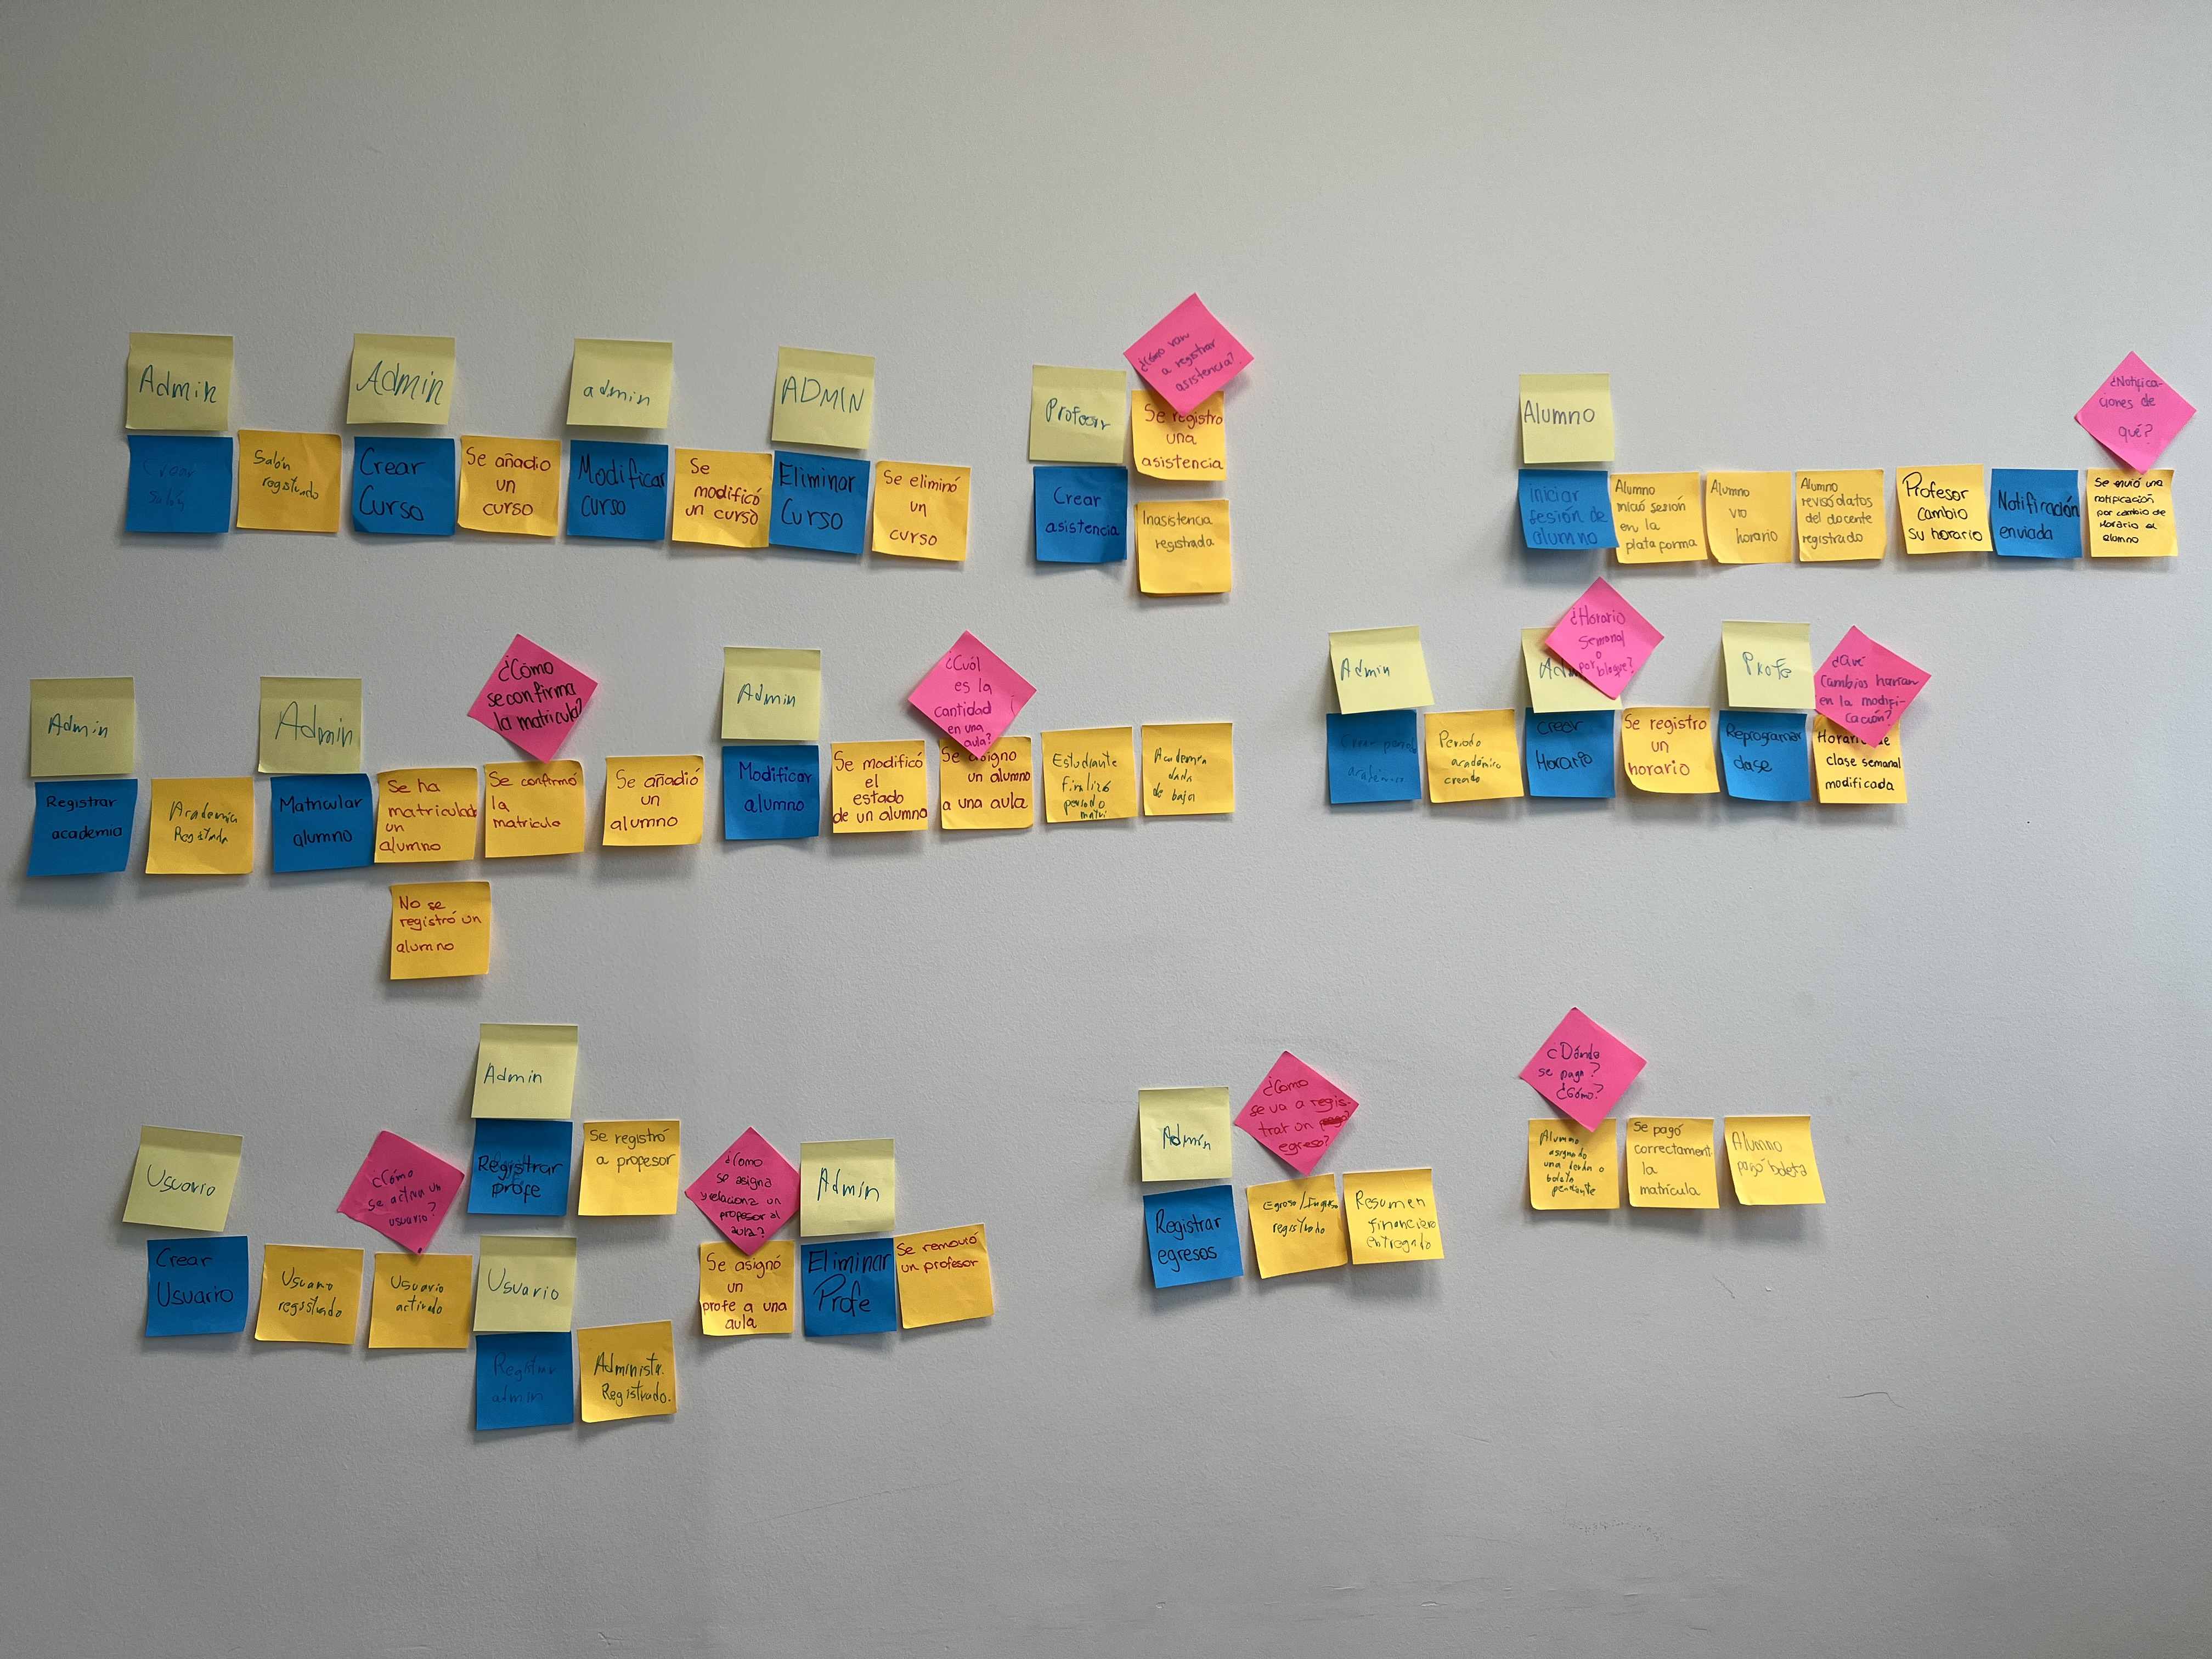 Admin
Crear
salón
Salón
registrado
Admin
Crear
Curso
Se añadio
un
curso
admin
Modificar
curso
Se
modificó
un curso
ADMIN
Eliminar
Curso
Se eliminó
un
curso
Profesor
Crear
asistencia
¿Cómo van
a registrar
asistencia?
Se registro
una
asistencia
Inasistencia
registrada
Alumno
iniciar
sesión de
alumno
Alumno
inició sesión
en la
plataforma
Alumno
vio
horario
Alumno
revisó datos
del docente
registrado
Profesor
cambio
su horario
Notificación
enviada
¿Notifica-
ciones de
qué?
Se envió una
notificación
por cambio de
Horario al
alumno
Admin
Registrar
academia
Academia
Registrada
Admin
Matricular
alumno
Se ha
matriculado
un
alumno
No se
registró un
alumno
¿Cómo
se confirma
la matricula?
Se confirmó
la
matricula
Se añadió
un
alumno
Admin
Modificar
alumno
Se modificó
el
estado
de un alumno
¿Cuál
es la
cantidad
en una
aula?
Se asigno
un alumno
a una aula
Estudiante
Finalizó
periodo
matri
Academia
dada
de baja
Admin
Crear periodo
académico
Periodo
académico
creado
Crear
Horario
¿Horario
semanal
o
por bloque?
Se registro
un
horario
Profe
Reprogramar
clase
¿Qué
cambios harían
en la modifi-
cación?
Horario de
clase semanal
modificada
Usuario
Crear
Usuario
Usuario
registrado
¿Cómo
se activa un
usuario?
Usuario
activado
Admin
Registrar
profe
Se registró
a profesor
Usuario
Registrar
admin
Administa.
Registrado.
¿Como
se asigna
y relaciona un
profesor al
aula?
Se asignó
un
profe a una
aula
Admin
Eliminar
Profe
Se removió
un profesor
Admin
Registrar
egresos
¿Como
se va a regis-
trar un
egreso?
Egreso/Ingreso
registrado
Resumen
financiero
entregado
¿Dónde
se paga?
¿Cómo?
Alumno
asignado
una deuda o
boleta
pendiente
Se pagó
correctament
la
matrícula
Alumno
pagó boleta